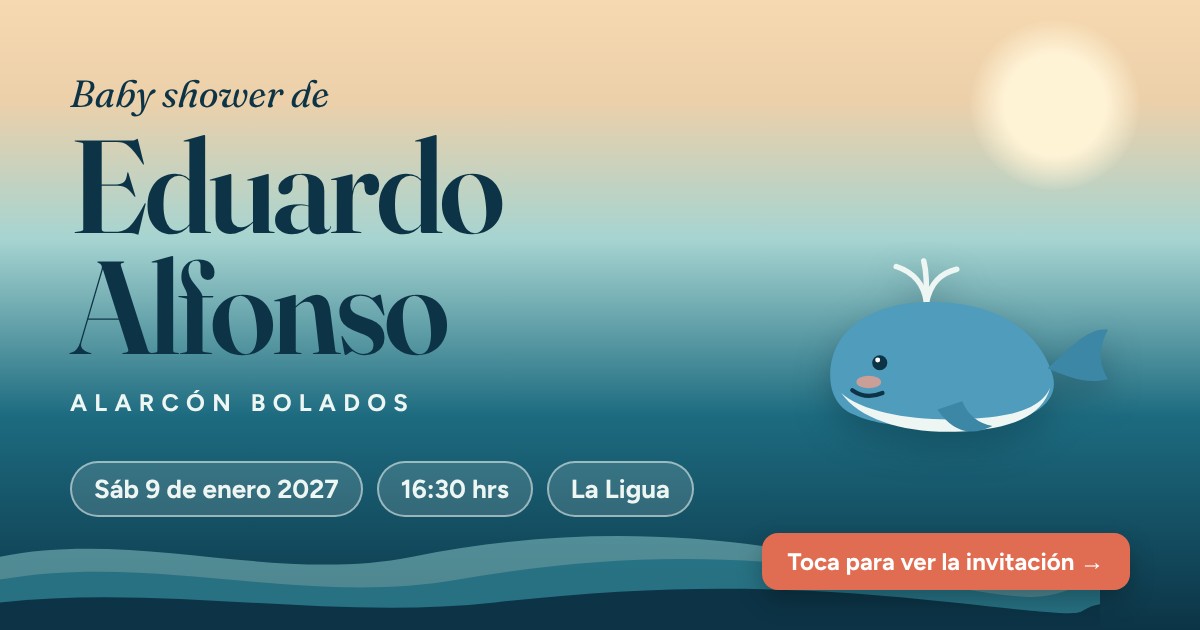 Baby shower de
Eduardo
Alfonso
ALARCÓN BOLADOS
Sáb 9 de enero 2027
16:30 hrs
La Ligua
Toca para ver la invitación →